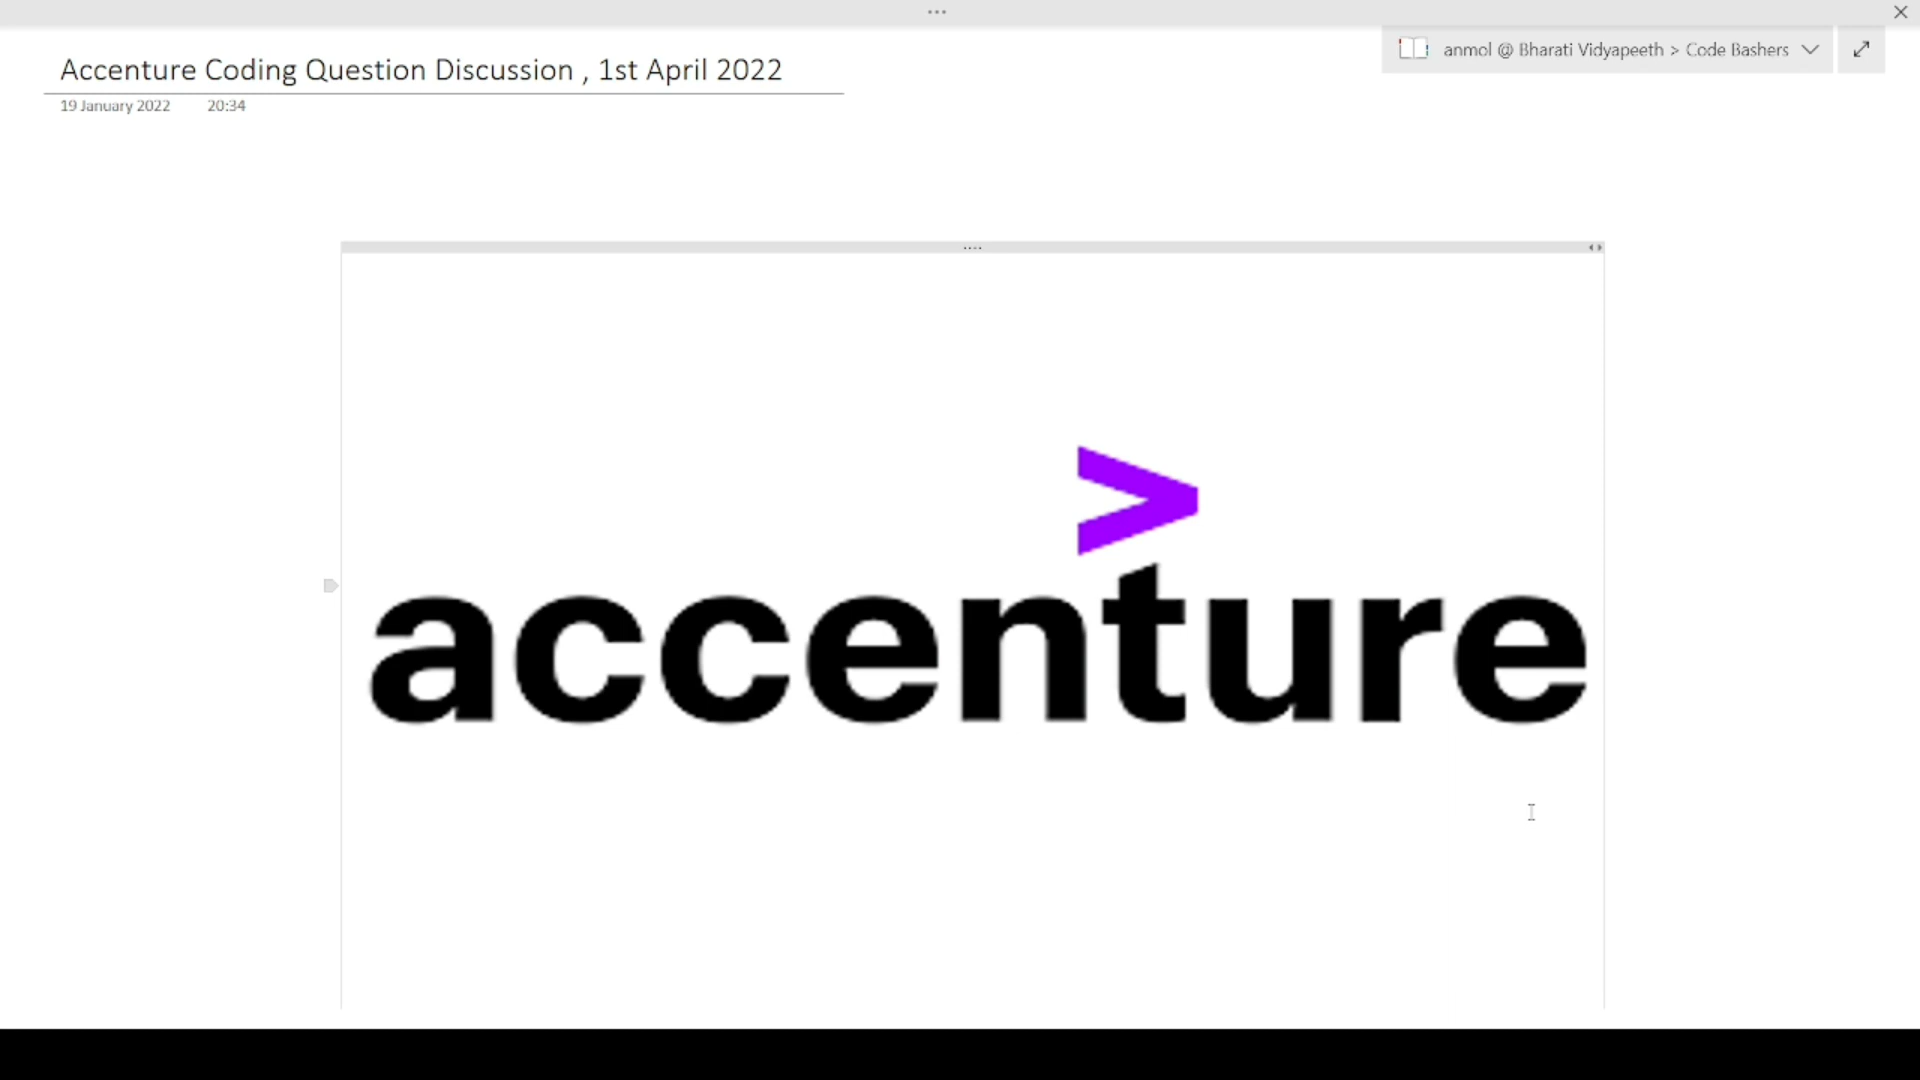 anmol @ Bharati Vidyapeeth > Code Bashers
Accenture Coding Question Discussion , 1st April 2022
19 January 2022 20:34
>
accenture